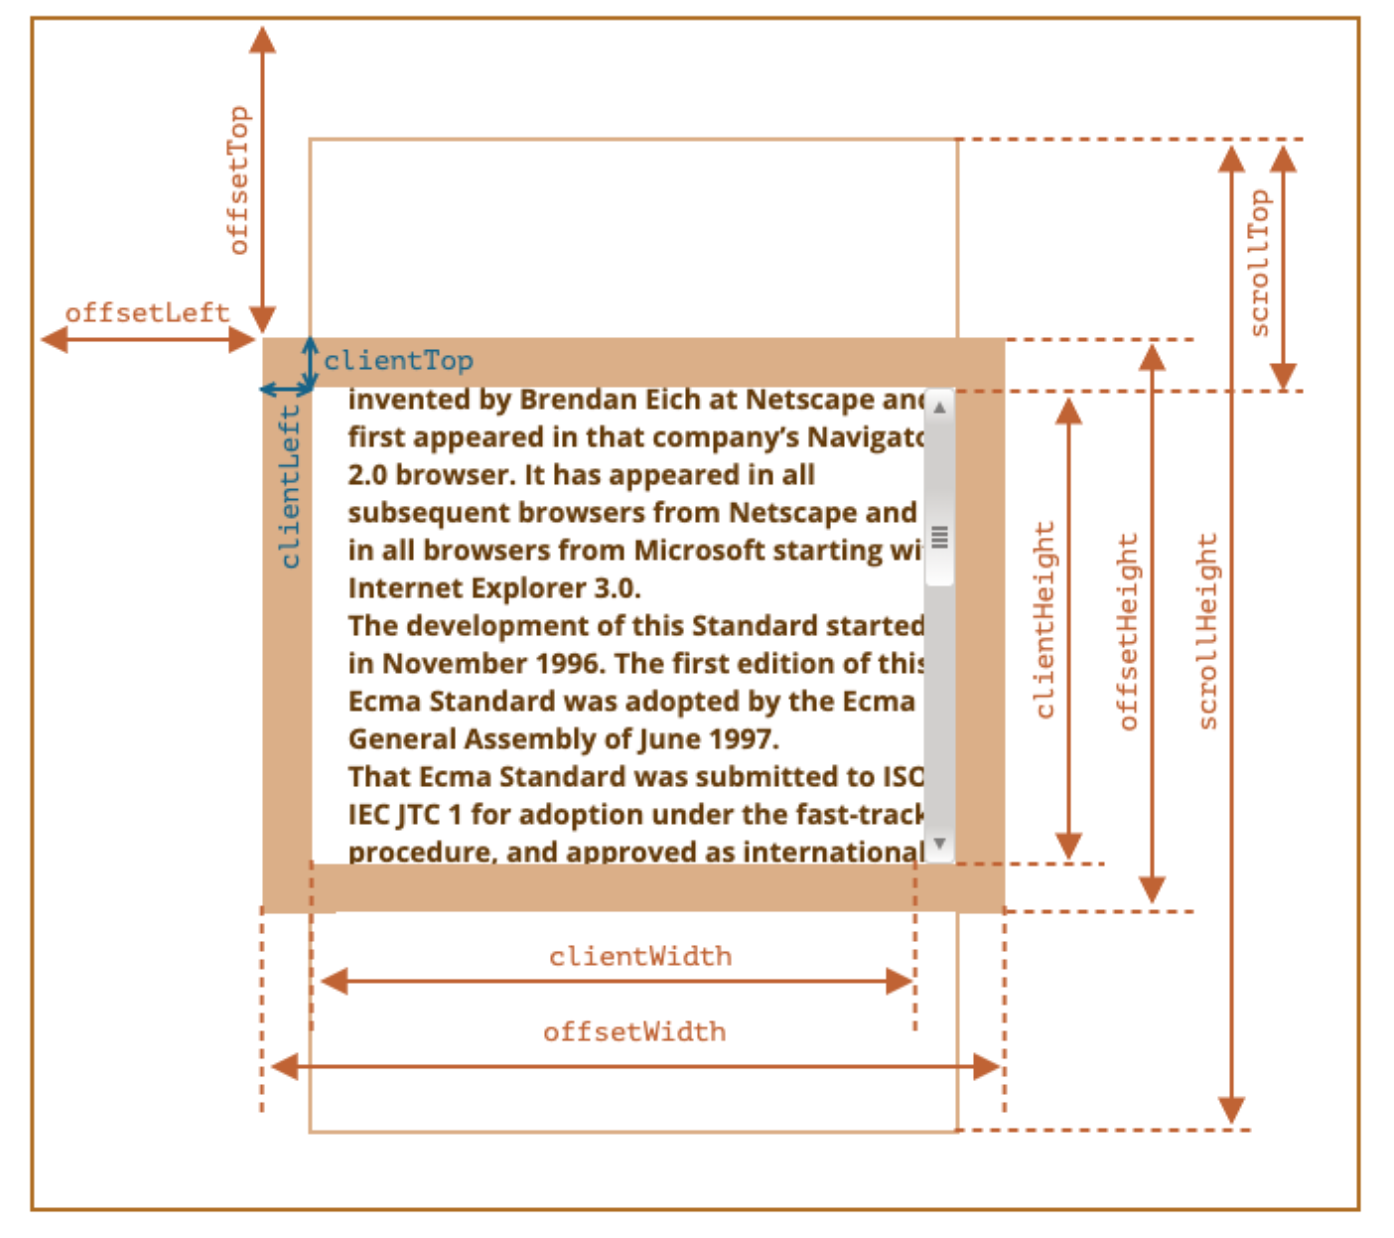 offsetTop
scrollTop
offsetLeft
clientTop
clientLeft
invented by Brendan Eich at Netscape and
first appeared in that company’s Navigato
2.0 browser. It has appeared in all
subsequent browsers from Netscape and
in all browsers from Microsoft starting wi
Internet Explorer 3.0.
The development of this Standard started
in November 1996. The first edition of this
Ecma Standard was adopted by the Ecma
General Assembly of June 1997.
That Ecma Standard was submitted to ISO
IEC JTC 1 for adoption under the fast-track
procedure, and approved as international
clientHeight
offsetHeight
scrollHeight
clientWidth
offsetWidth